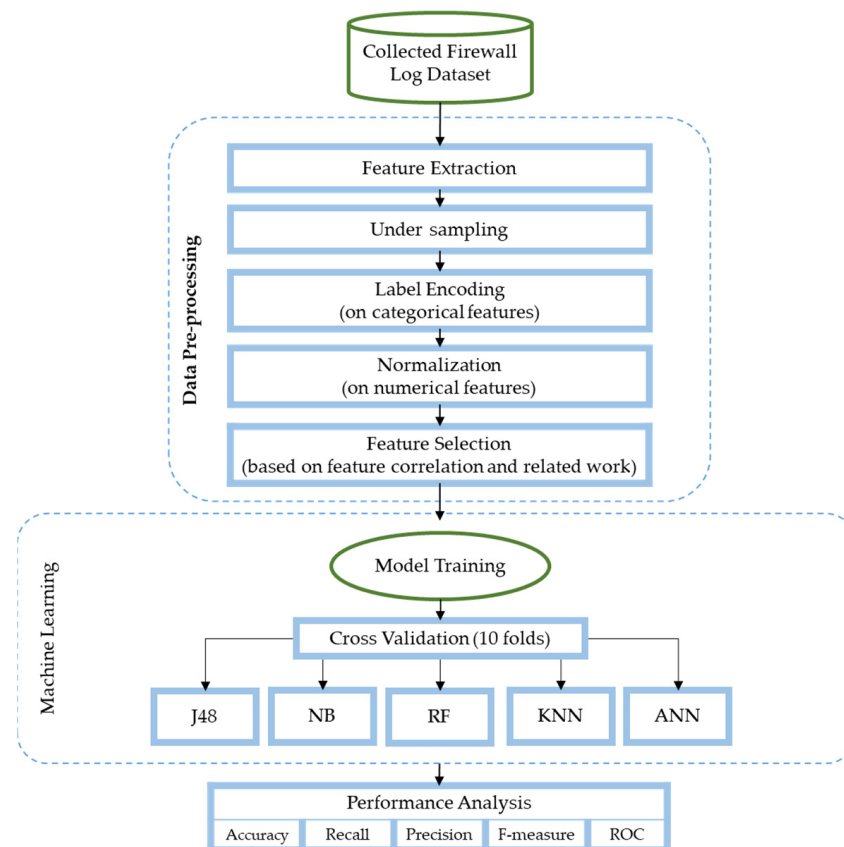 Collected Firewall
Log Dataset
Data Pre-processing
Feature Extraction
Under sampling
Label Encoding
(on categorical features)
Normalization
(on numerical features)
Feature Selection
(based on feature correlation and related work)
Machine Learning
Model Training
Cross Validation (10 folds)
J48 NB RF KNN ANN
Performance Analysis
Accuracy Recall Precision F-measure ROC